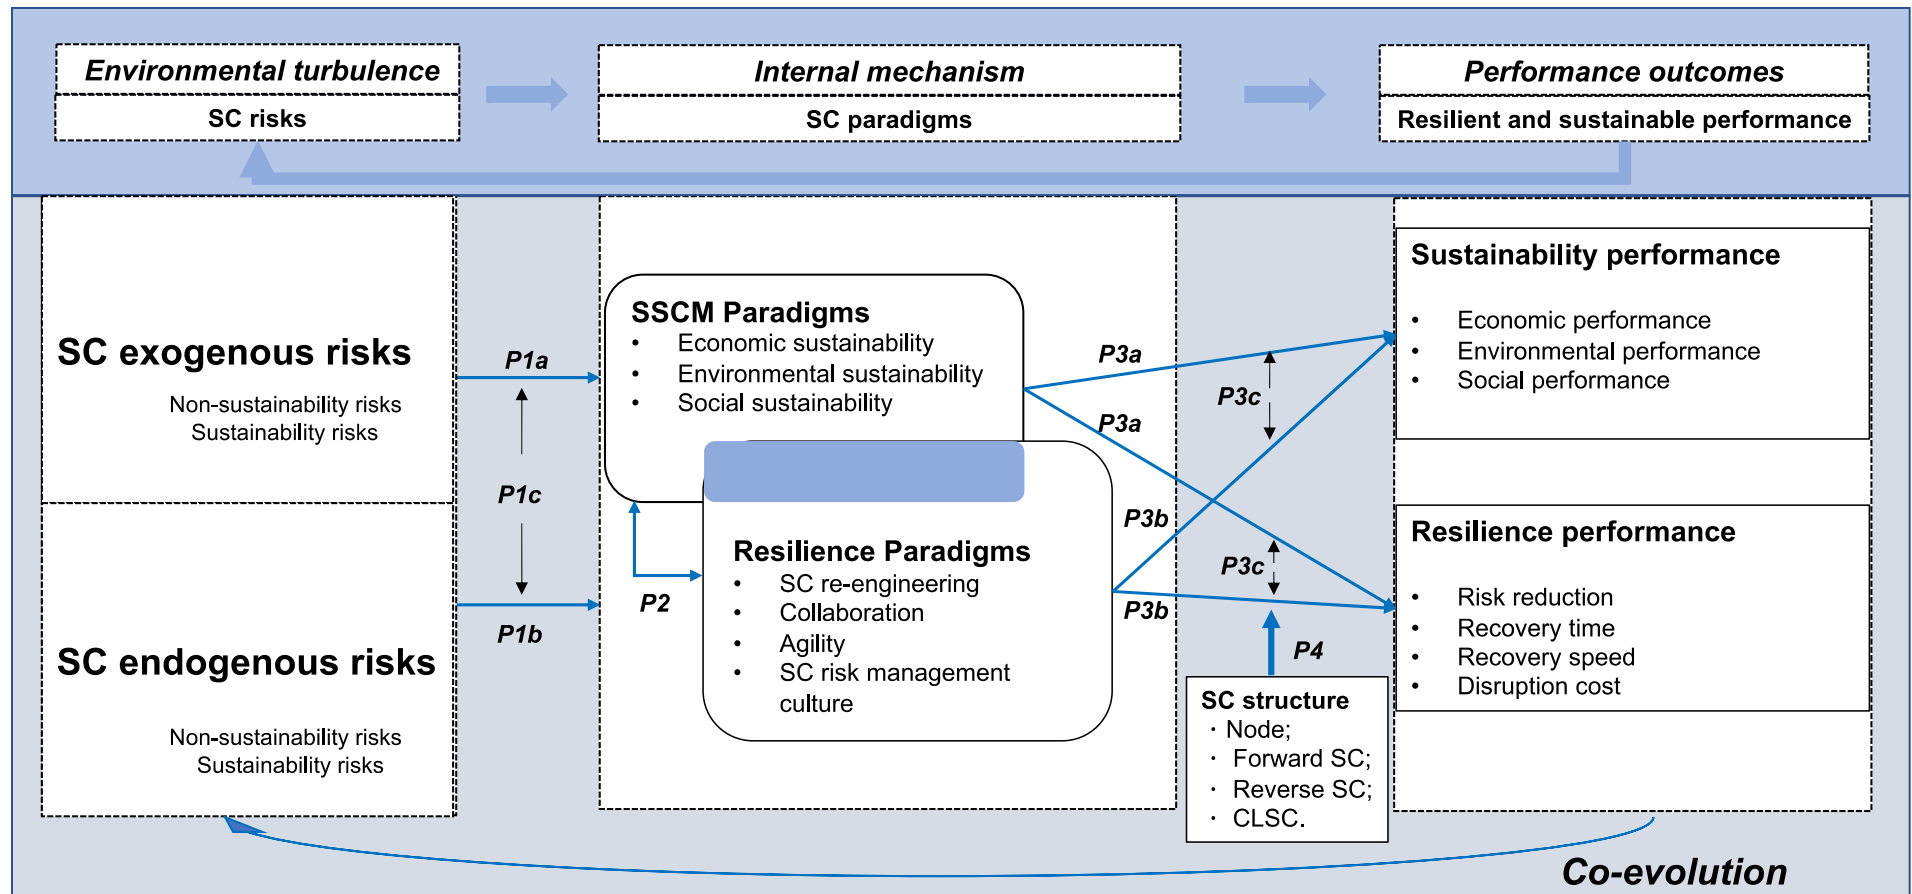 Environmental turbulence
SC risks
Internal mechanism
SC paradigms
Performance outcomes
Resilient and sustainable performance
SC exogenous risks
Non-sustainability risks
Sustainability risks
SC endogenous risks
Non-sustainability risks
Sustainability risks
P1a
P1c
P1b
SSCM Paradigms
• Economic sustainability
• Environmental sustainability
• Social sustainability
P2
Resilience Paradigms
• SC re-engineering
• Collaboration
• Agility
• SC risk management
culture
P3a
P3a
P3c
P3b
P3c
P3b
P4
SC structure
· Node;
· Forward SC;
· Reverse SC;
· CLSC.
Sustainability performance
• Economic performance
• Environmental performance
• Social performance
Resilience performance
• Risk reduction
• Recovery time
• Recovery speed
• Disruption cost
Co-evolution